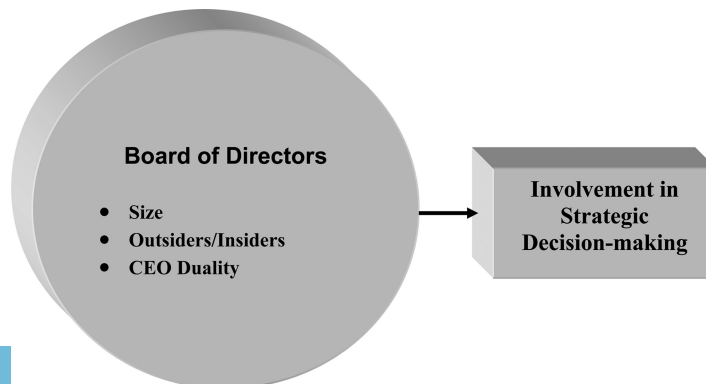 Board of Directors
• Size
• Outsiders/Insiders
• CEO Duality
Involvement in
Strategic
Decision-making